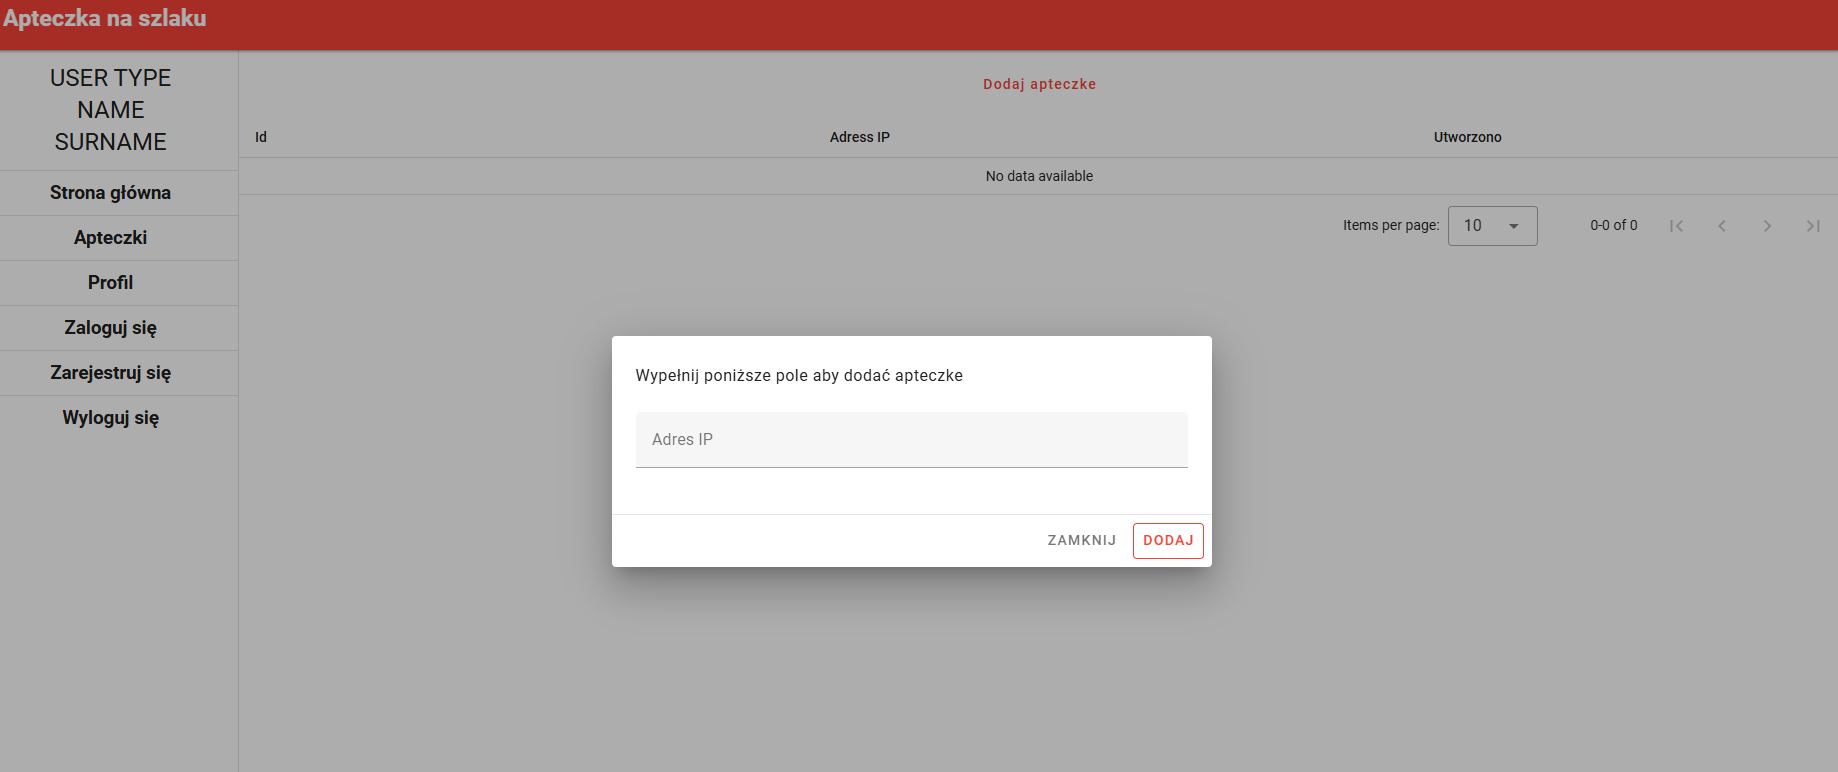 Apteczka na szlaku
USER TYPE
NAME
SURNAME
Strona główna
Apteczki
Profil
Zaloguj się
Zarejestruj się
Wyloguj się
Dodaj apteczke
Id Adress IP Utworzono
No data available
Items per page: 10 0-0 of 0
Wypełnij poniższe pole aby dodać apteczke
Adres IP
ZAMKNIJ DODAJ